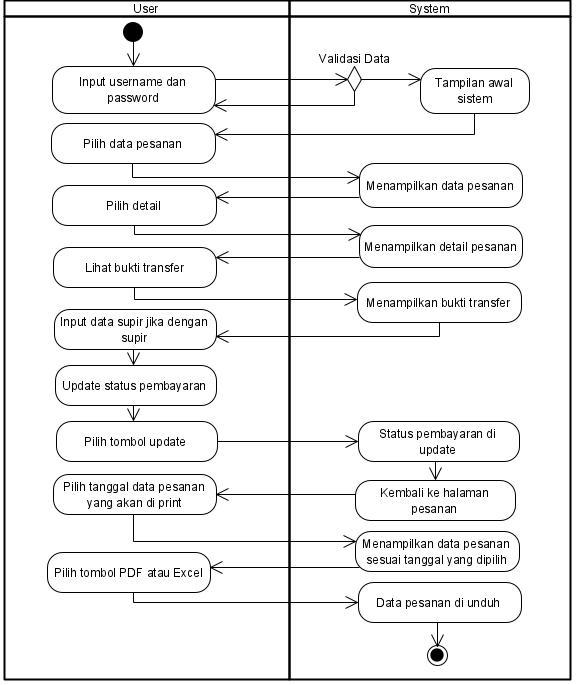 User
System
Validasi Data
Input username dan
password
Tampilan awal
sistem
Pilih data pesanan
Menampilkan data pesanan
Pilih detail
Menampilkan detail pesanan
Lihat bukti transfer
Menampilkan bukti transfer
Input data supir jika dengan
supir
Update status pembayaran
Pilih tombol update
Status pembayaran di
update
Kembali ke halaman
pesanan
Pilih tanggal data pesanan
yang akan di print
Menampilkan data pesanan
sesuai tanggal yang dipilih
Pilih tombol PDF atau Excel
Data pesanan di unduh